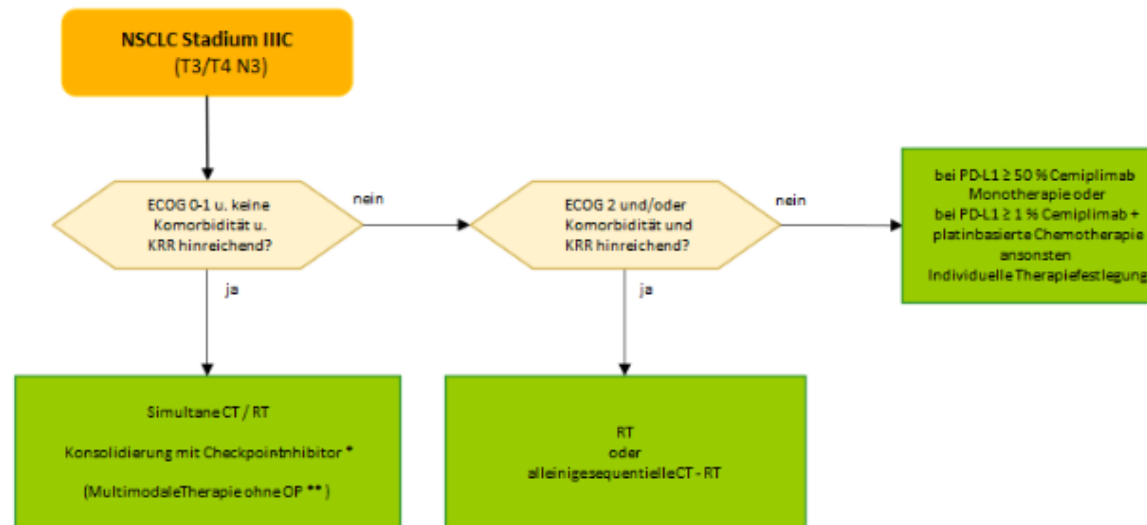 NSCLC Stadium IIIC
(T3/T4 N3)
ECOG 0-1 u. keine
Komorbidität u.
KRR hinreichend?
nein
ja
ECOG 2 und/oder
Komorbidität und
KRR hinreichend?
nein
ja
bei PD-L1 ≥ 50 % Cemiplimab
Monotherapie oder
bei PD-L1 ≥ 1 % Cemiplimab +
platinbasierte Chemotherapie
ansonsten
Individuelle Therapiefestlegung
Simultane CT / RT
Konsolidierung mit Checkpointnhibitor *
(MultimodaleTherapie ohne OP ** )
RT
oder
alleinigesequentielleCT - RT